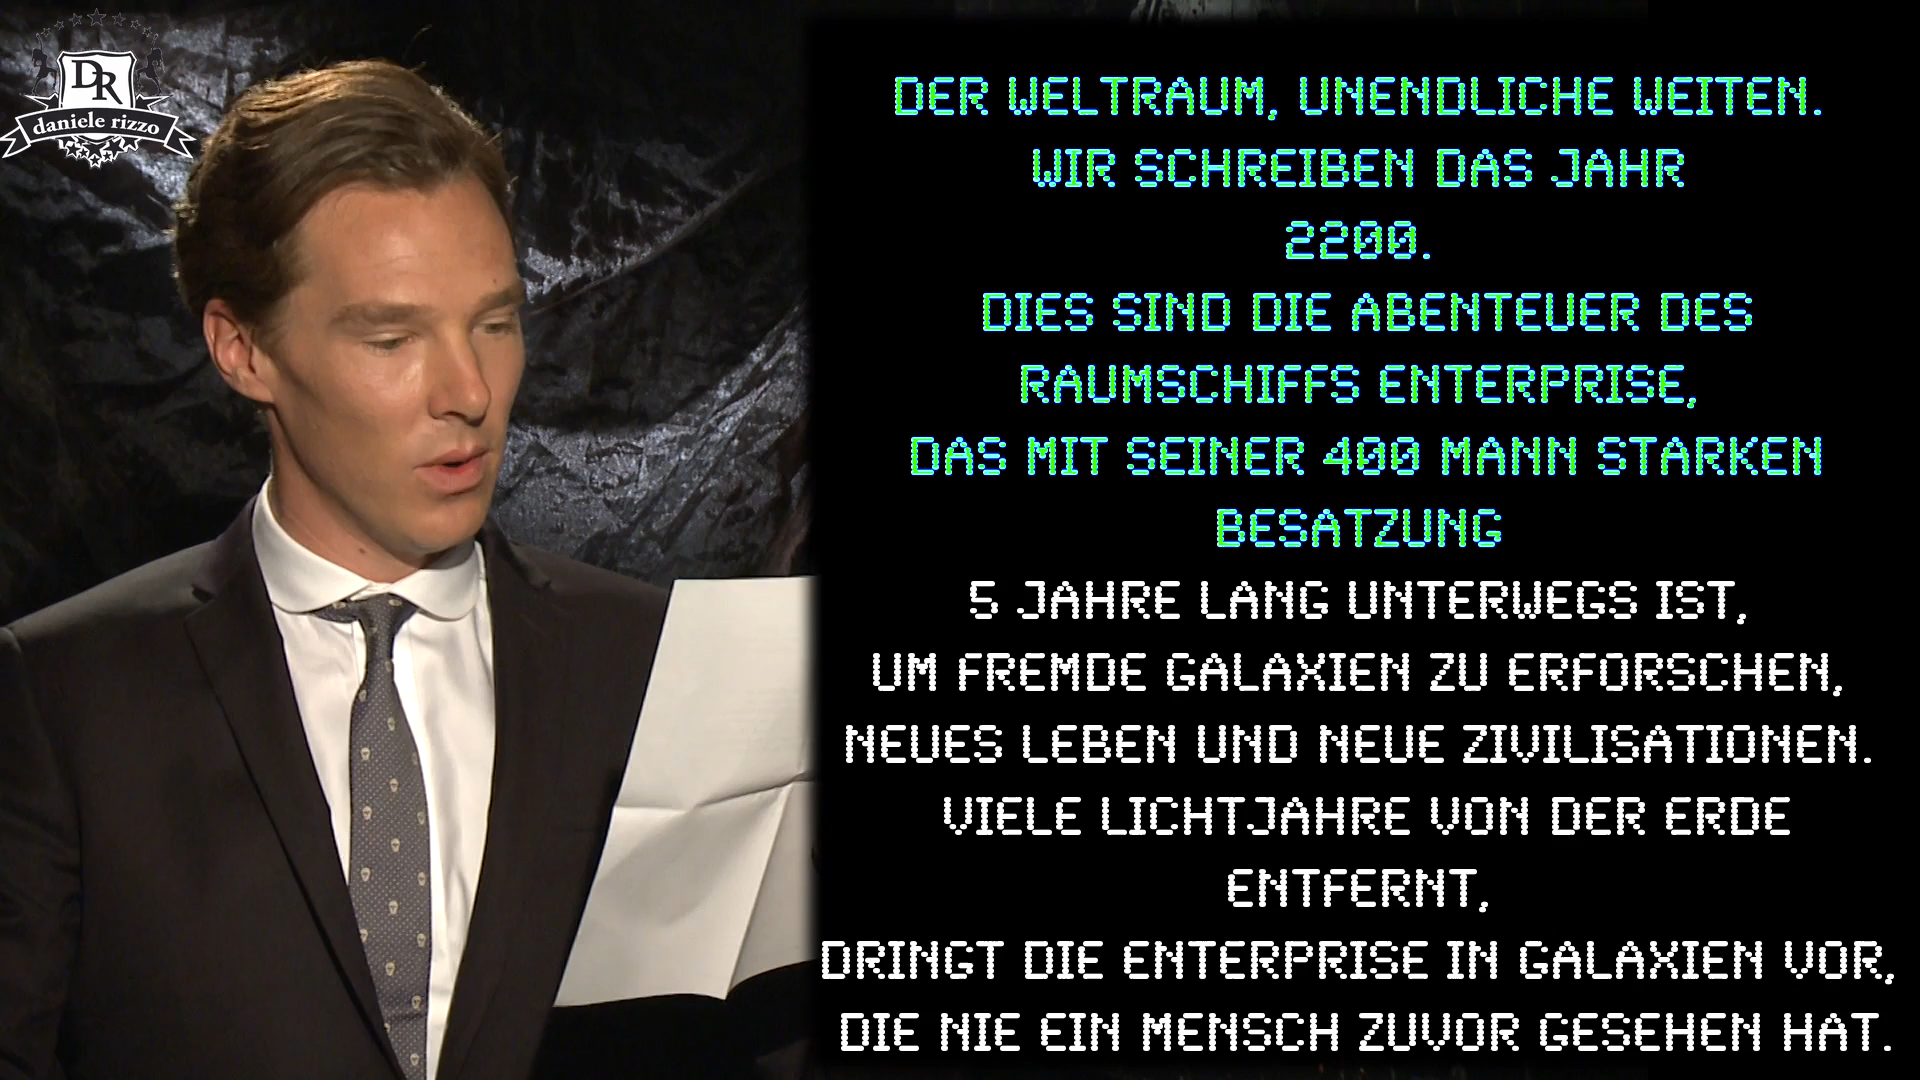 DR
daniele rizzo
DER WELTRAUM, UNENDLICHE WEITEN.
WIR SCHREIBEN DAS JAHR
2200.
DIES SIND DIE ABENTEUER DES
RAUMSCHIFFS ENTERPRISE,
DAS MIT SEINER 400 MANN STARKEN
BESATZUNG
5 JAHRE LANG UNTERWEGS IST,
UM FREMDE GALAXIEN ZU ERFORSCHEN,
NEUES LEBEN UND NEUE ZIVILISATIONEN.
VIELE LICHTJAHRE VON DER ERDE
ENTFERNT,
DRINGT DIE ENTERPRISE IN GALAXIEN VOR,
DIE NIE EIN MENSCH ZUVOR GESEHEN HAT.